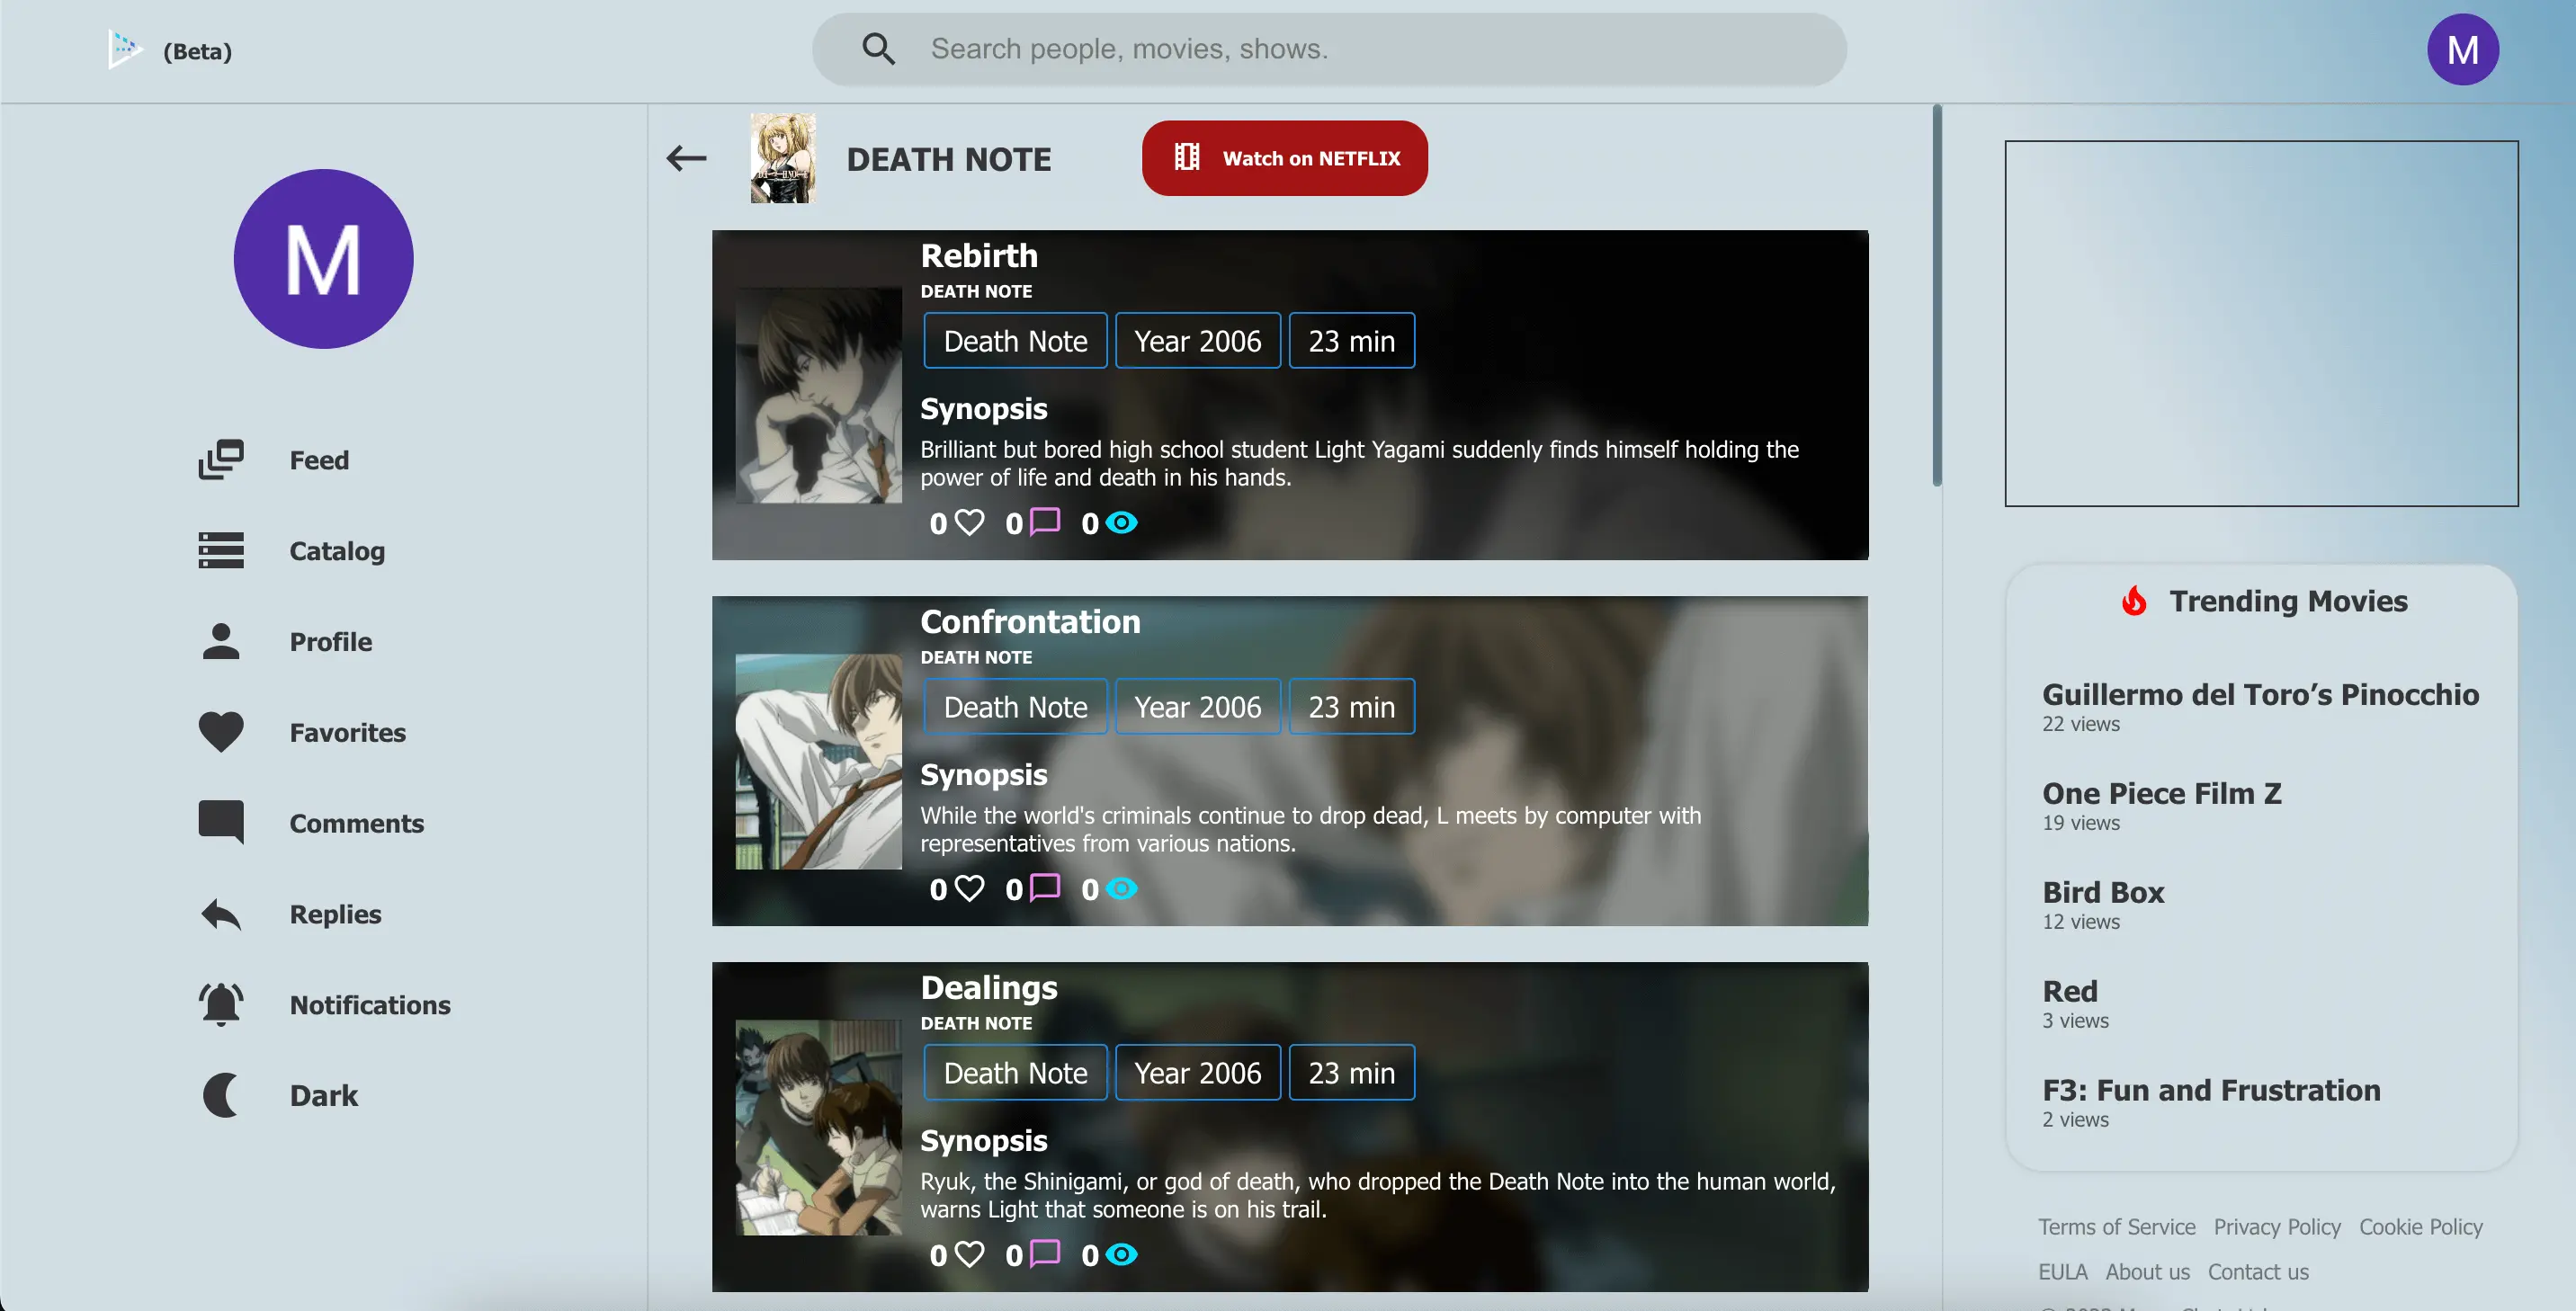 (Beta)
Search people, movies, shows.
M
M
Feed
Catalog
Profile
Favorites
Comments
Replies
Notifications
Dark
DEATH NOTE
Watch on NETFLIX
Rebirth
DEATH NOTE
Death Note Year 2006 23 min
Synopsis
Brilliant but bored high school student Light Yagami suddenly finds himself holding the
power of life and death in his hands.
0 0 0
Confrontation
DEATH NOTE
Death Note Year 2006 23 min
Synopsis
While the world's criminals continue to drop dead, L meets by computer with
representatives from various nations.
0 0 0
Dealings
DEATH NOTE
Death Note Year 2006 23 min
Synopsis
Ryuk, the Shinigami, or god of death, who dropped the Death Note into the human world,
warns Light that someone is on his trail.
0 0 0
Trending Movies
Guillermo del Toro’s Pinocchio
22 views
One Piece Film Z
19 views
Bird Box
12 views
Red
3 views
F3: Fun and Frustration
2 views
Terms of Service Privacy Policy Cookie Policy
EULA About us Contact us